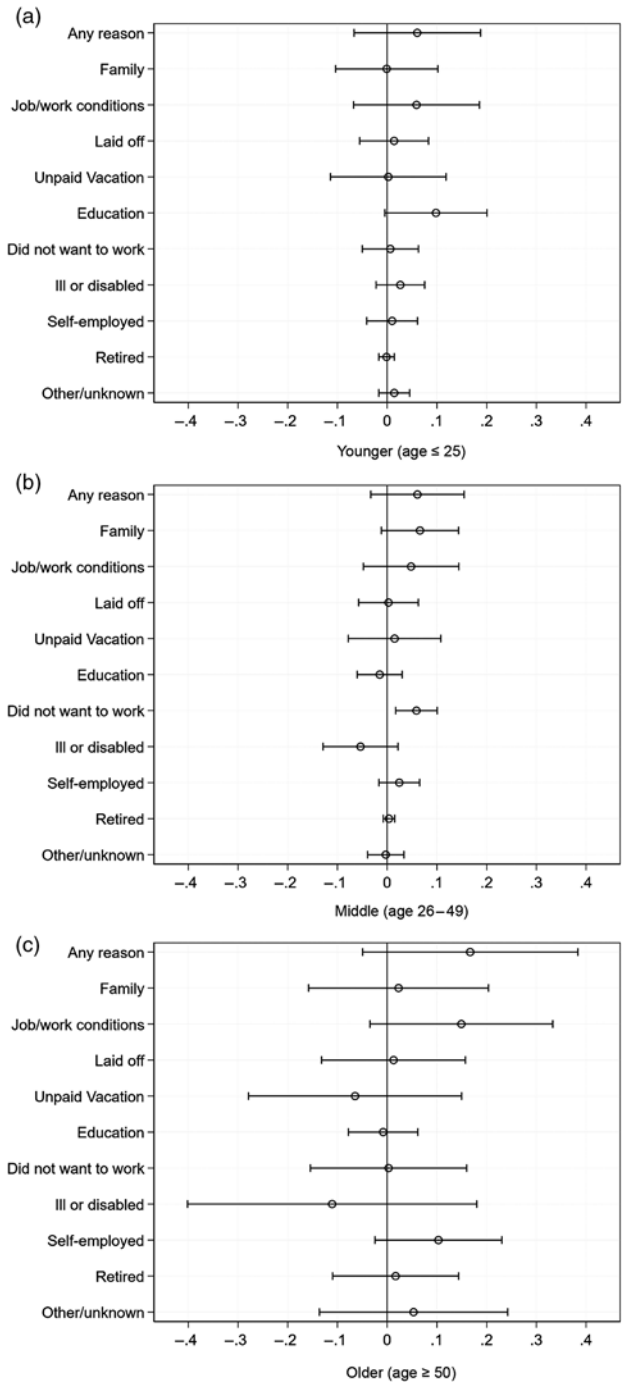 (a)
Any reason
Family
Job/work conditions
Laid off
Unpaid Vacation
Education
Did not want to work
Ill or disabled
Self-employed
Retired
Other/unknown
–.4 –.3 –.2 –.1 0 .1 .2 .3 .4
Younger (age ≤ 25)
(b)
Any reason
Family
Job/work conditions
Laid off
Unpaid Vacation
Education
Did not want to work
Ill or disabled
Self-employed
Retired
Other/unknown
–.4 –.3 –.2 –.1 0 .1 .2 .3 .4
Middle (age 26–49)
(c)
Any reason
Family
Job/work conditions
Laid off
Unpaid Vacation
Education
Did not want to work
Ill or disabled
Self-employed
Retired
Other/unknown
–.4 –.3 –.2 –.1 0 .1 .2 .3 .4
Older (age ≥ 50)